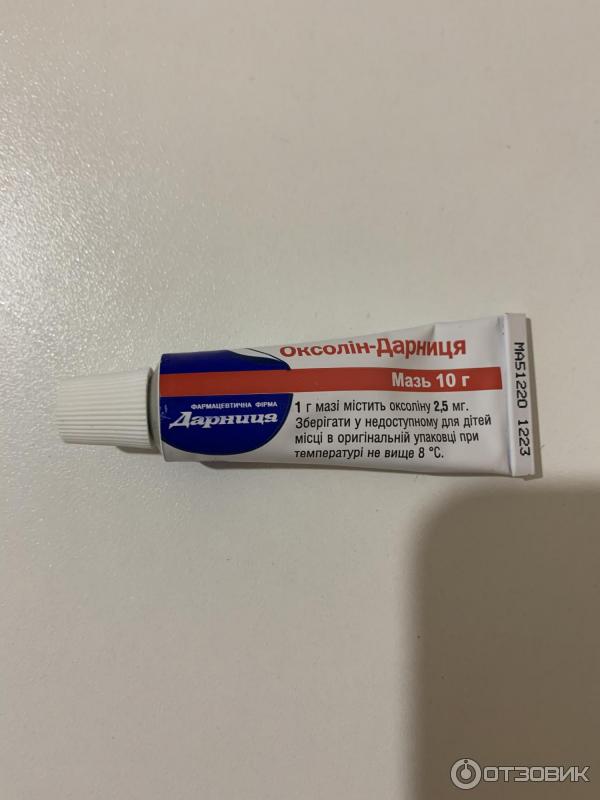 Оксолін-Дарниця
Мазь 10 г
ФАРМАЦЕВТИЧНА ФІРМА
Дарниця
1 г мазі містить оксоліну 2,5 мг.
Зберігати у недоступному для дітей
місці в оригінальній упаковці при
температурі не вище 8 °С.
MA51220 1223
ОТЗОВИК